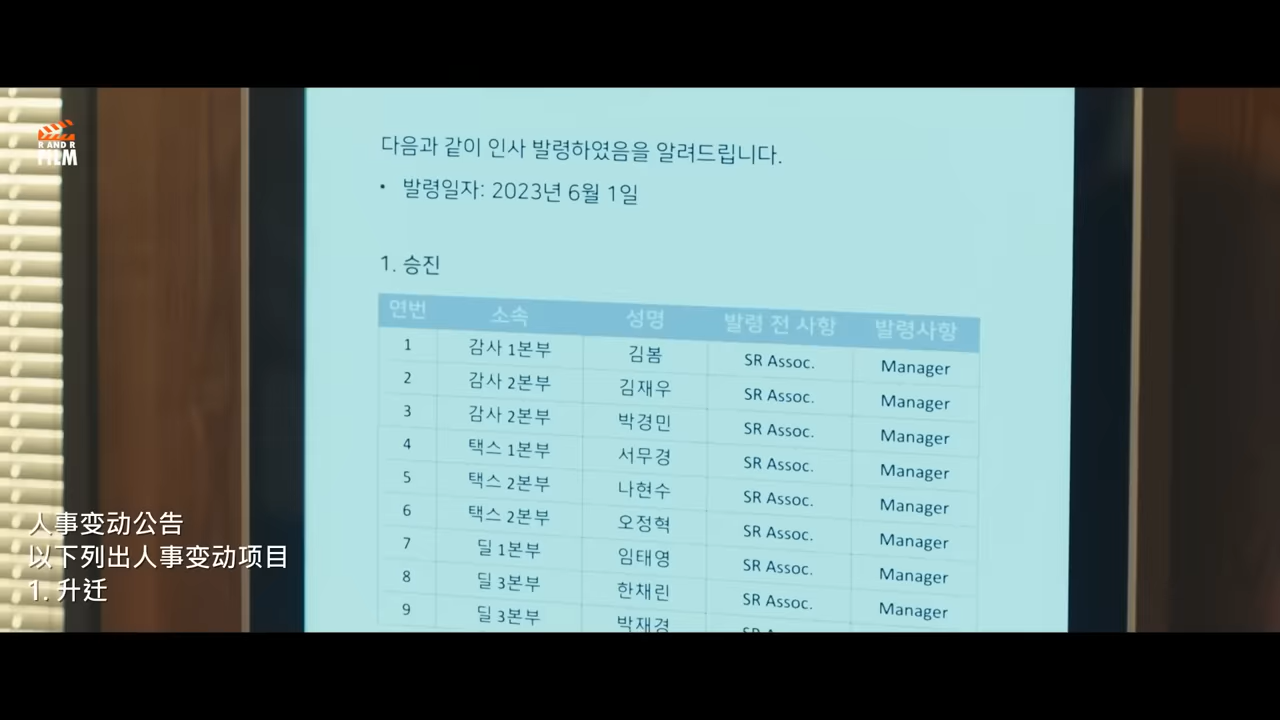 R AND R
FILM
다음과 같이 인사 발령하였음을 알려드립니다.
• 발령일자: 2023년 6월 1일
1. 승진
연번 소속 성명 발령 전 사항 발령사항
1 감사 1본부 김봄 SR Assoc. Manager
2 감사 2본부 김재우 SR Assoc. Manager
3 감사 2본부 박경민 SR Assoc. Manager
4 택스 1본부 서무경 SR Assoc. Manager
5 택스 2본부 나현수 SR Assoc. Manager
6 택스 2본부 오정혁 SR Assoc. Manager
7 딜 1본부 임태영 SR Assoc. Manager
8 딜 3본부 한채린 SR Assoc. Manager
9 딜 3본부 박재경
人事变动公告
以下列出人事变动项目
1. 升迁